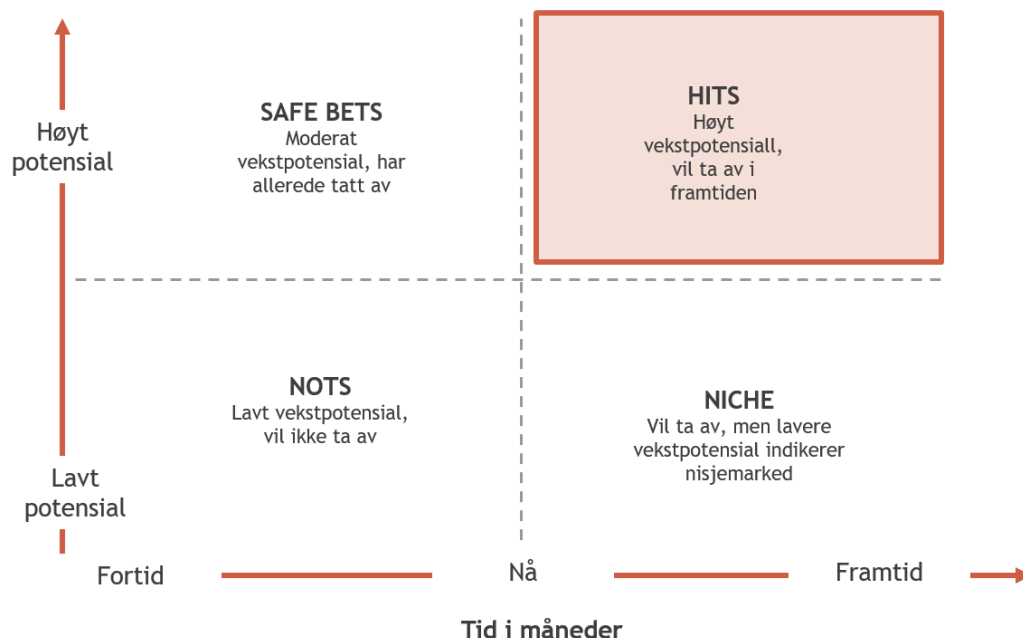 Høyt
potensial
SAFE BETS
Moderat
vekstpotensial, har
allerede tatt av
HITS
Høyt
vekstpotensiall,
vil ta av i
framtiden
NOTS
Lavt vekstpotensial,
vil ikke ta av
NICHE
Vil ta av, men lavere
vekstpotensial indikerer
nisjemarked
Lavt
potensial
Fortid
Nå
Framtid
Tid i måneder